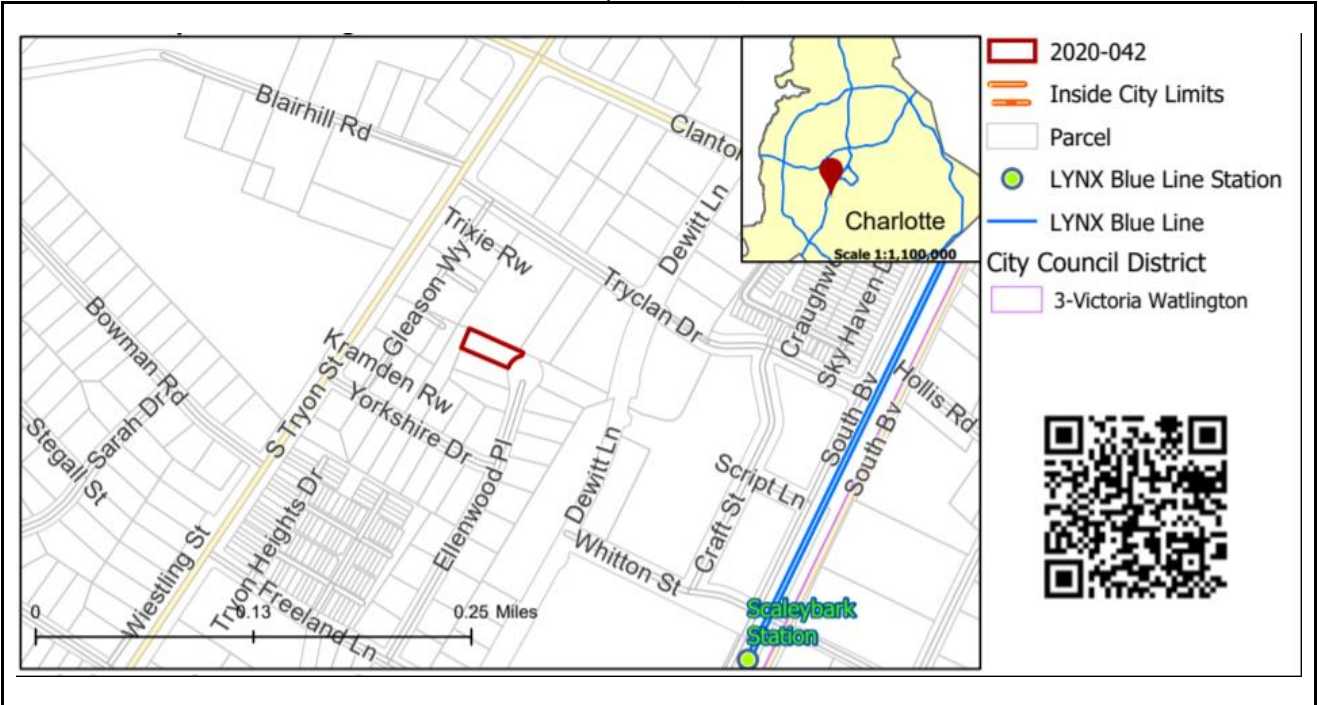 Blairhill Rd
Clanton
Trixie Rw
Gleason Wy
Dewitt Ln
Tryclan Dr
Charlotte
Scale 1:1,100,000
Craughw
Sky Haven D
Bowman Rd
Sarah Dr
Stegall St
S Tryon St
Kramden Rw
Yorkshire Dr
Ellenwood Pl
Dewitt Ln
South Bv
South Bv
Hollis Rd
Script Ln
Craft St
Whitton St
Wiestling St
Tryon Heights Dr
Freeland Ln
Scaleybark
Station
0 0.13 0.25 Miles
2020-042
Inside City Limits
Parcel
LYNX Blue Line Station
LYNX Blue Line
City Council District
3-Victoria Watlington